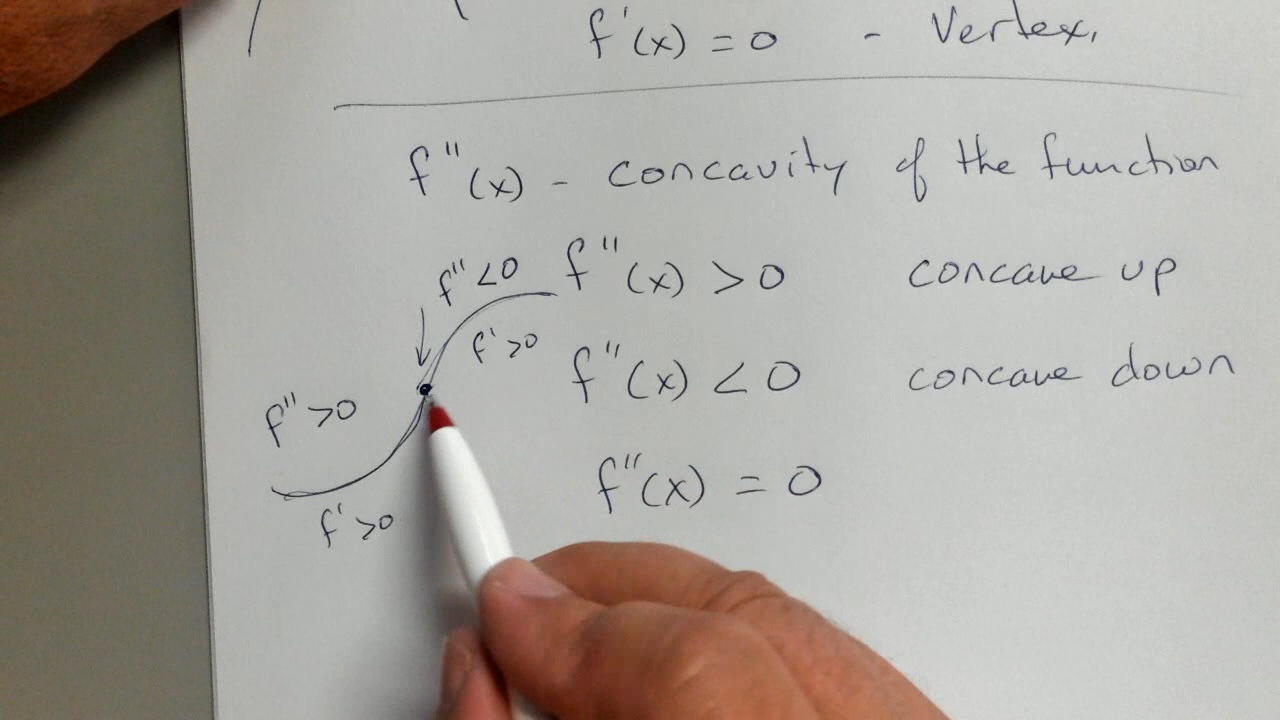 f'(x) = 0 - Vertex.
f"(x) - concavity of the function
f" < 0
f"(x) > 0 concave up
f' > 0
f"(x) < 0 concave down
f" > 0
f"(x) = 0
f' > 0